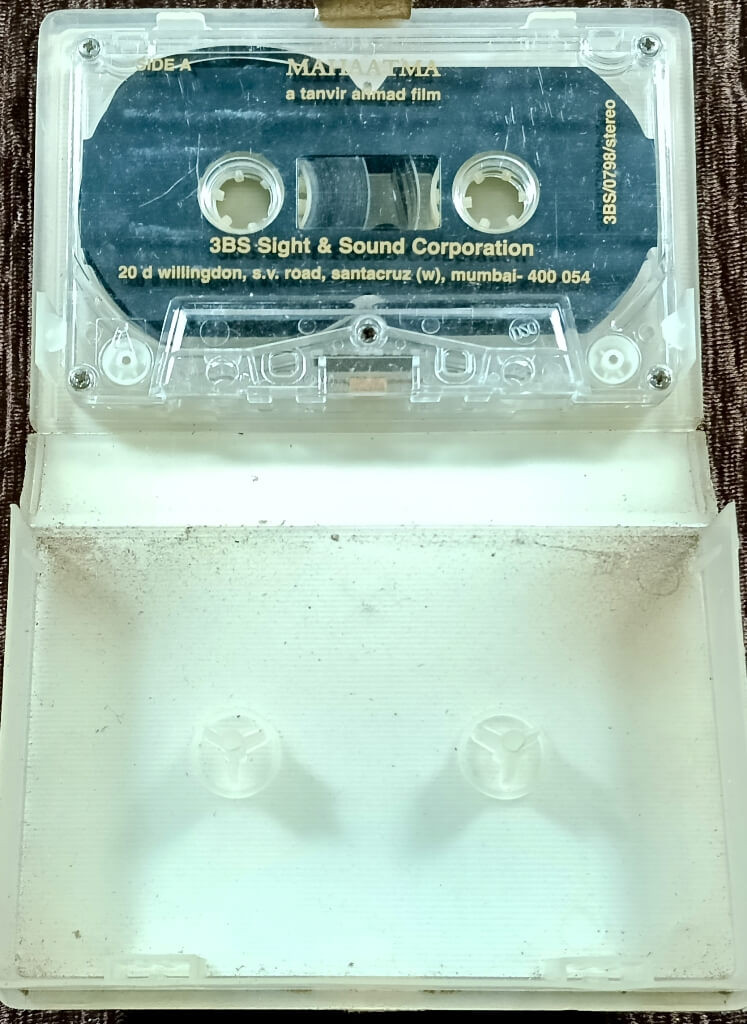 SIDE A
MAHAATMA
a tanvir ahmad film
3BS/0798/stereo
3BS Sight & Sound Corporation
20 d willingdon, s.v. road, santacruz (w), mumbai- 400 054